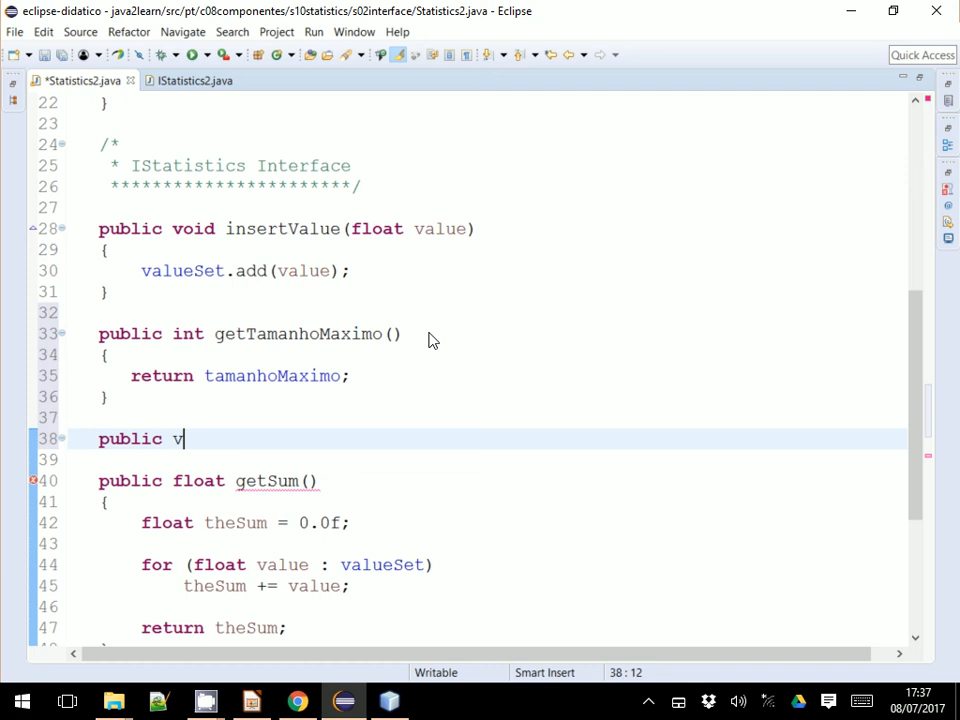 eclipse-didatico - java2learn/src/pt/c08componentes/s10statistics/s02interface/Statistics2.java - Eclipse
File Edit Source Refactor Navigate Search Project Run Window Help
Quick Access
*Statistics2.java IStatistics2.java
22 }
23
24 /*
25 * IStatistics Interface
26 ***********************/
27
28 public void insertValue(float value)
29 {
30 valueSet.add(value);
31 }
32
33 public int getTamanhoMaximo()
34 {
35 return tamanhoMaximo;
36 }
37
38 public v
39
40 public float getSum()
41 {
42 float theSum = 0.0f;
43
44 for (float value : valueSet)
45 theSum += value;
46
47 return theSum;
Writable Smart Insert 38 : 12
17:37
08/07/2017